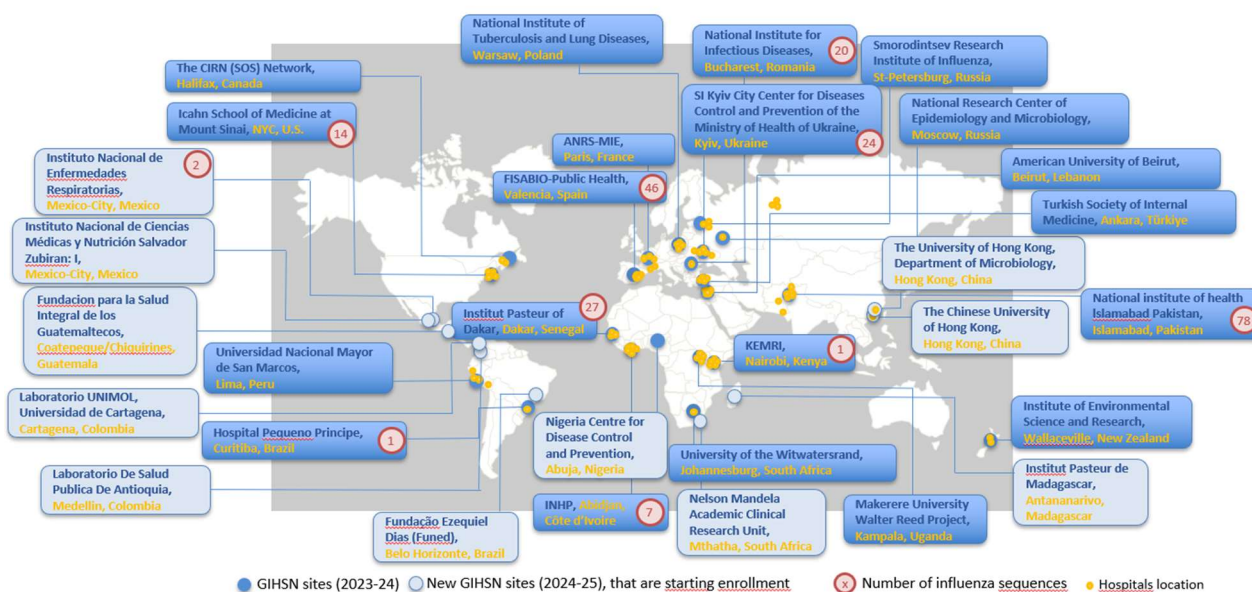 National Institute of
Tuberculosis and Lung Diseases,
Warsaw, Poland
National Institute for
Infectious Diseases,
Bucharest, Romania
20
Smorodintsev Research
Institute of Influenza,
St-Petersburg, Russia
The CIRN (SOS) Network,
Halifax, Canada
SI Kyiv City Center for Diseases
Control and Prevention of the
Ministry of Health of Ukraine,
Kyiv, Ukraine
24
National Research Center of
Epidemiology and Microbiology,
Moscow, Russia
Icahn School of Medicine at
Mount Sinai, NYC, U.S.
14
ANRS-MIE,
Paris, France
American University of Beirut,
Beirut, Lebanon
Instituto Nacional de
Enfermedades
Respiratorias,
Mexico-City, Mexico
2
FISABIO-Public Health,
Valencia, Spain
46
Turkish Society of Internal
Medicine, Ankara, Türkiye
Instituto Nacional de Ciencias
Médicas y Nutrición Salvador
Zubiran: I,
Mexico-City, Mexico
The University of Hong Kong,
Department of Microbiology,
Hong Kong, China
Fundacion para la Salud
Integral de los
Guatemaltecos,
Coatepeque/Chiquirines,
Guatemala
Institut Pasteur of
Dakar, Dakar, Senegal
27
The Chinese University
of Hong Kong,
Hong Kong, China
National institute of health
Islamabad Pakistan,
Islamabad, Pakistan
78
Universidad Nacional Mayor
de San Marcos,
Lima, Peru
KEMRI,
Nairobi, Kenya
1
Laboratorio UNIMOL,
Universidad de Cartagena,
Cartagena, Colombia
Hospital Pequeno Principe,
Curitiba, Brazil
1
Nigeria Centre for
Disease Control
and Prevention,
Abuja, Nigeria
University of the Witwatersrand,
Johannesburg, South Africa
Institute of Environmental
Science and Research,
Wallaceville, New Zealand
Laboratorio De Salud
Publica De Antioquia,
Medellin, Colombia
Institut Pasteur de
Madagascar,
Antananarivo,
Madagascar
Fundação Ezequiel
Dias (Funed),
Belo Horizonte, Brazil
INHP, Abidjan,
Côte d'Ivoire
7
Nelson Mandela
Academic Clinical
Research Unit,
Mthatha, South Africa
Makerere University
Walter Reed Project,
Kampala, Uganda
GIHSN sites (2023-24)
New GIHSN sites (2024-25), that are starting enrollment
x
Number of influenza sequences
Hospitals location